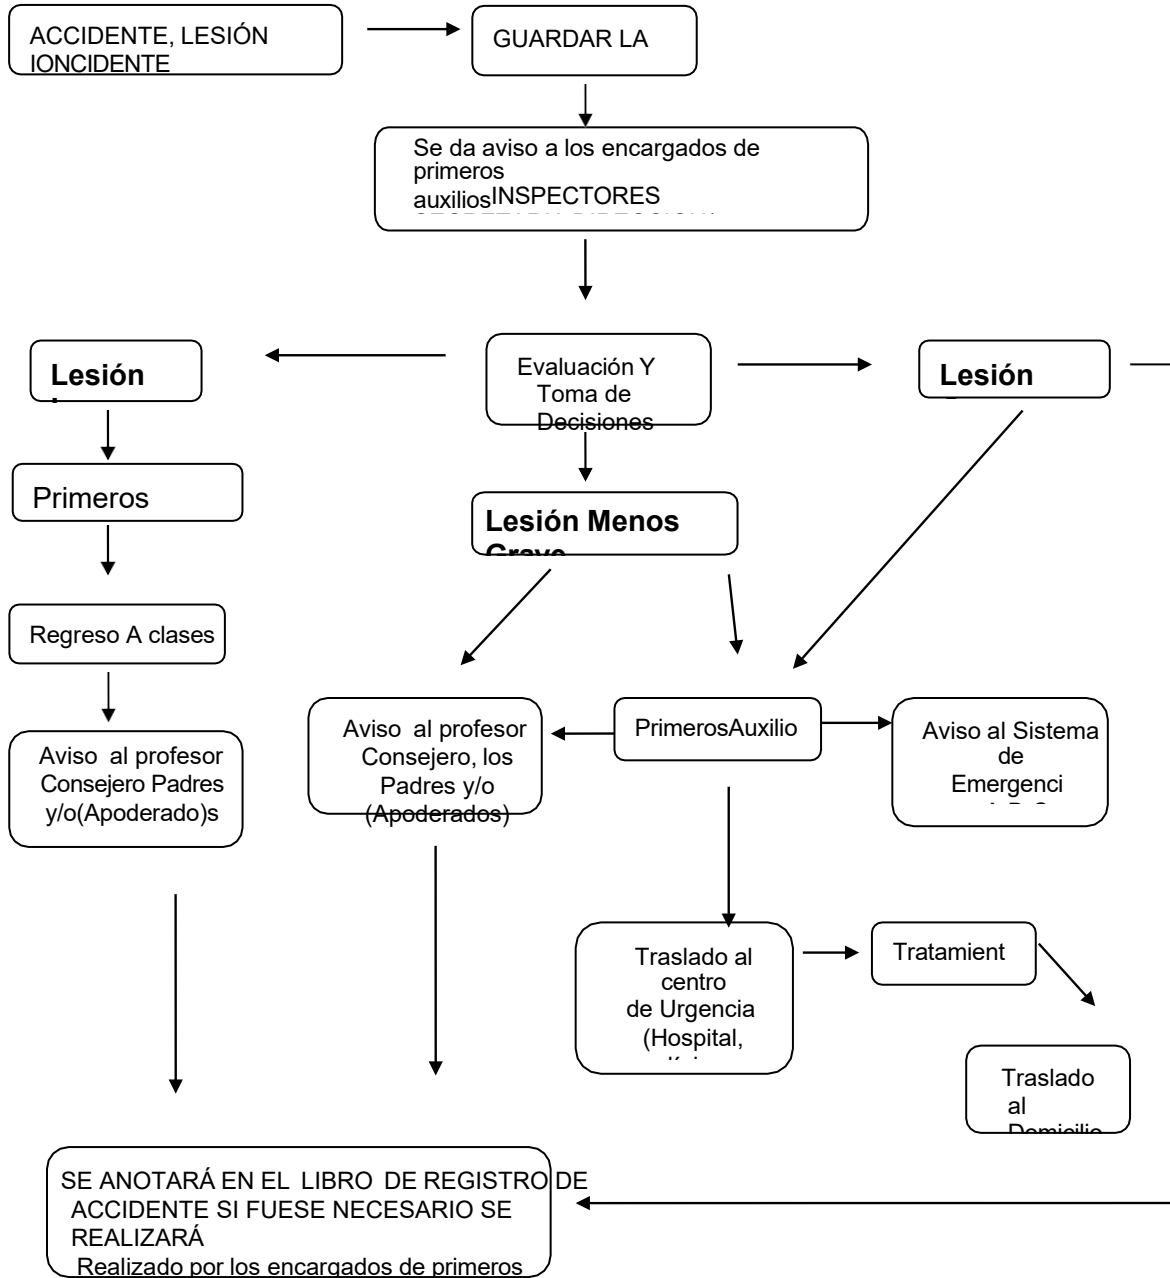 ACCIDENTE, LESIÓN
IONCIDENTE
GUARDAR LA
Se da aviso a los encargados de
primeros
auxiliosINSPECTORES
Lesión
Evaluación Y
Toma de
Decisiones
Lesión
Primeros
Lesión Menos
Grave
Regreso A clases
Aviso al profesor
Consejero Padres
y/o(Apoderado)s
Aviso al profesor
Consejero, los
Padres y/o
(Apoderados)
PrimerosAuxilio
Aviso al Sistema
de
Emergenci
Traslado al
centro
de Urgencia
(Hospital,
Tratamient
Traslado
al
Domicilio
SE ANOTARÁ EN EL LIBRO DE REGISTRO DE
ACCIDENTE SI FUESE NECESARIO SE
REALIZARÁ
Realizado por los encargados de primeros